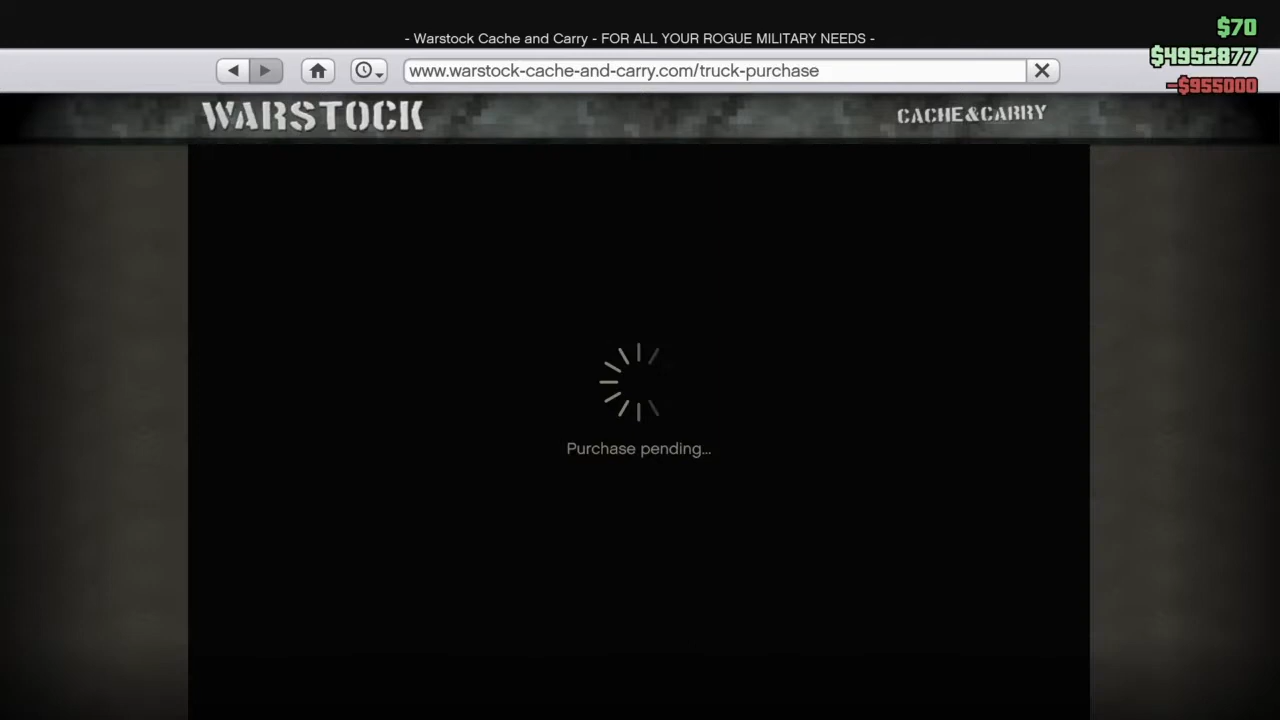 - Warstock Cache and Carry - FOR ALL YOUR ROGUE MILITARY NEEDS -
$70
$4952877
-$955000
www.warstock-cache-and-carry.com/truck-purchase
WARSTOCK
CACHE&CARRY
Purchase pending...